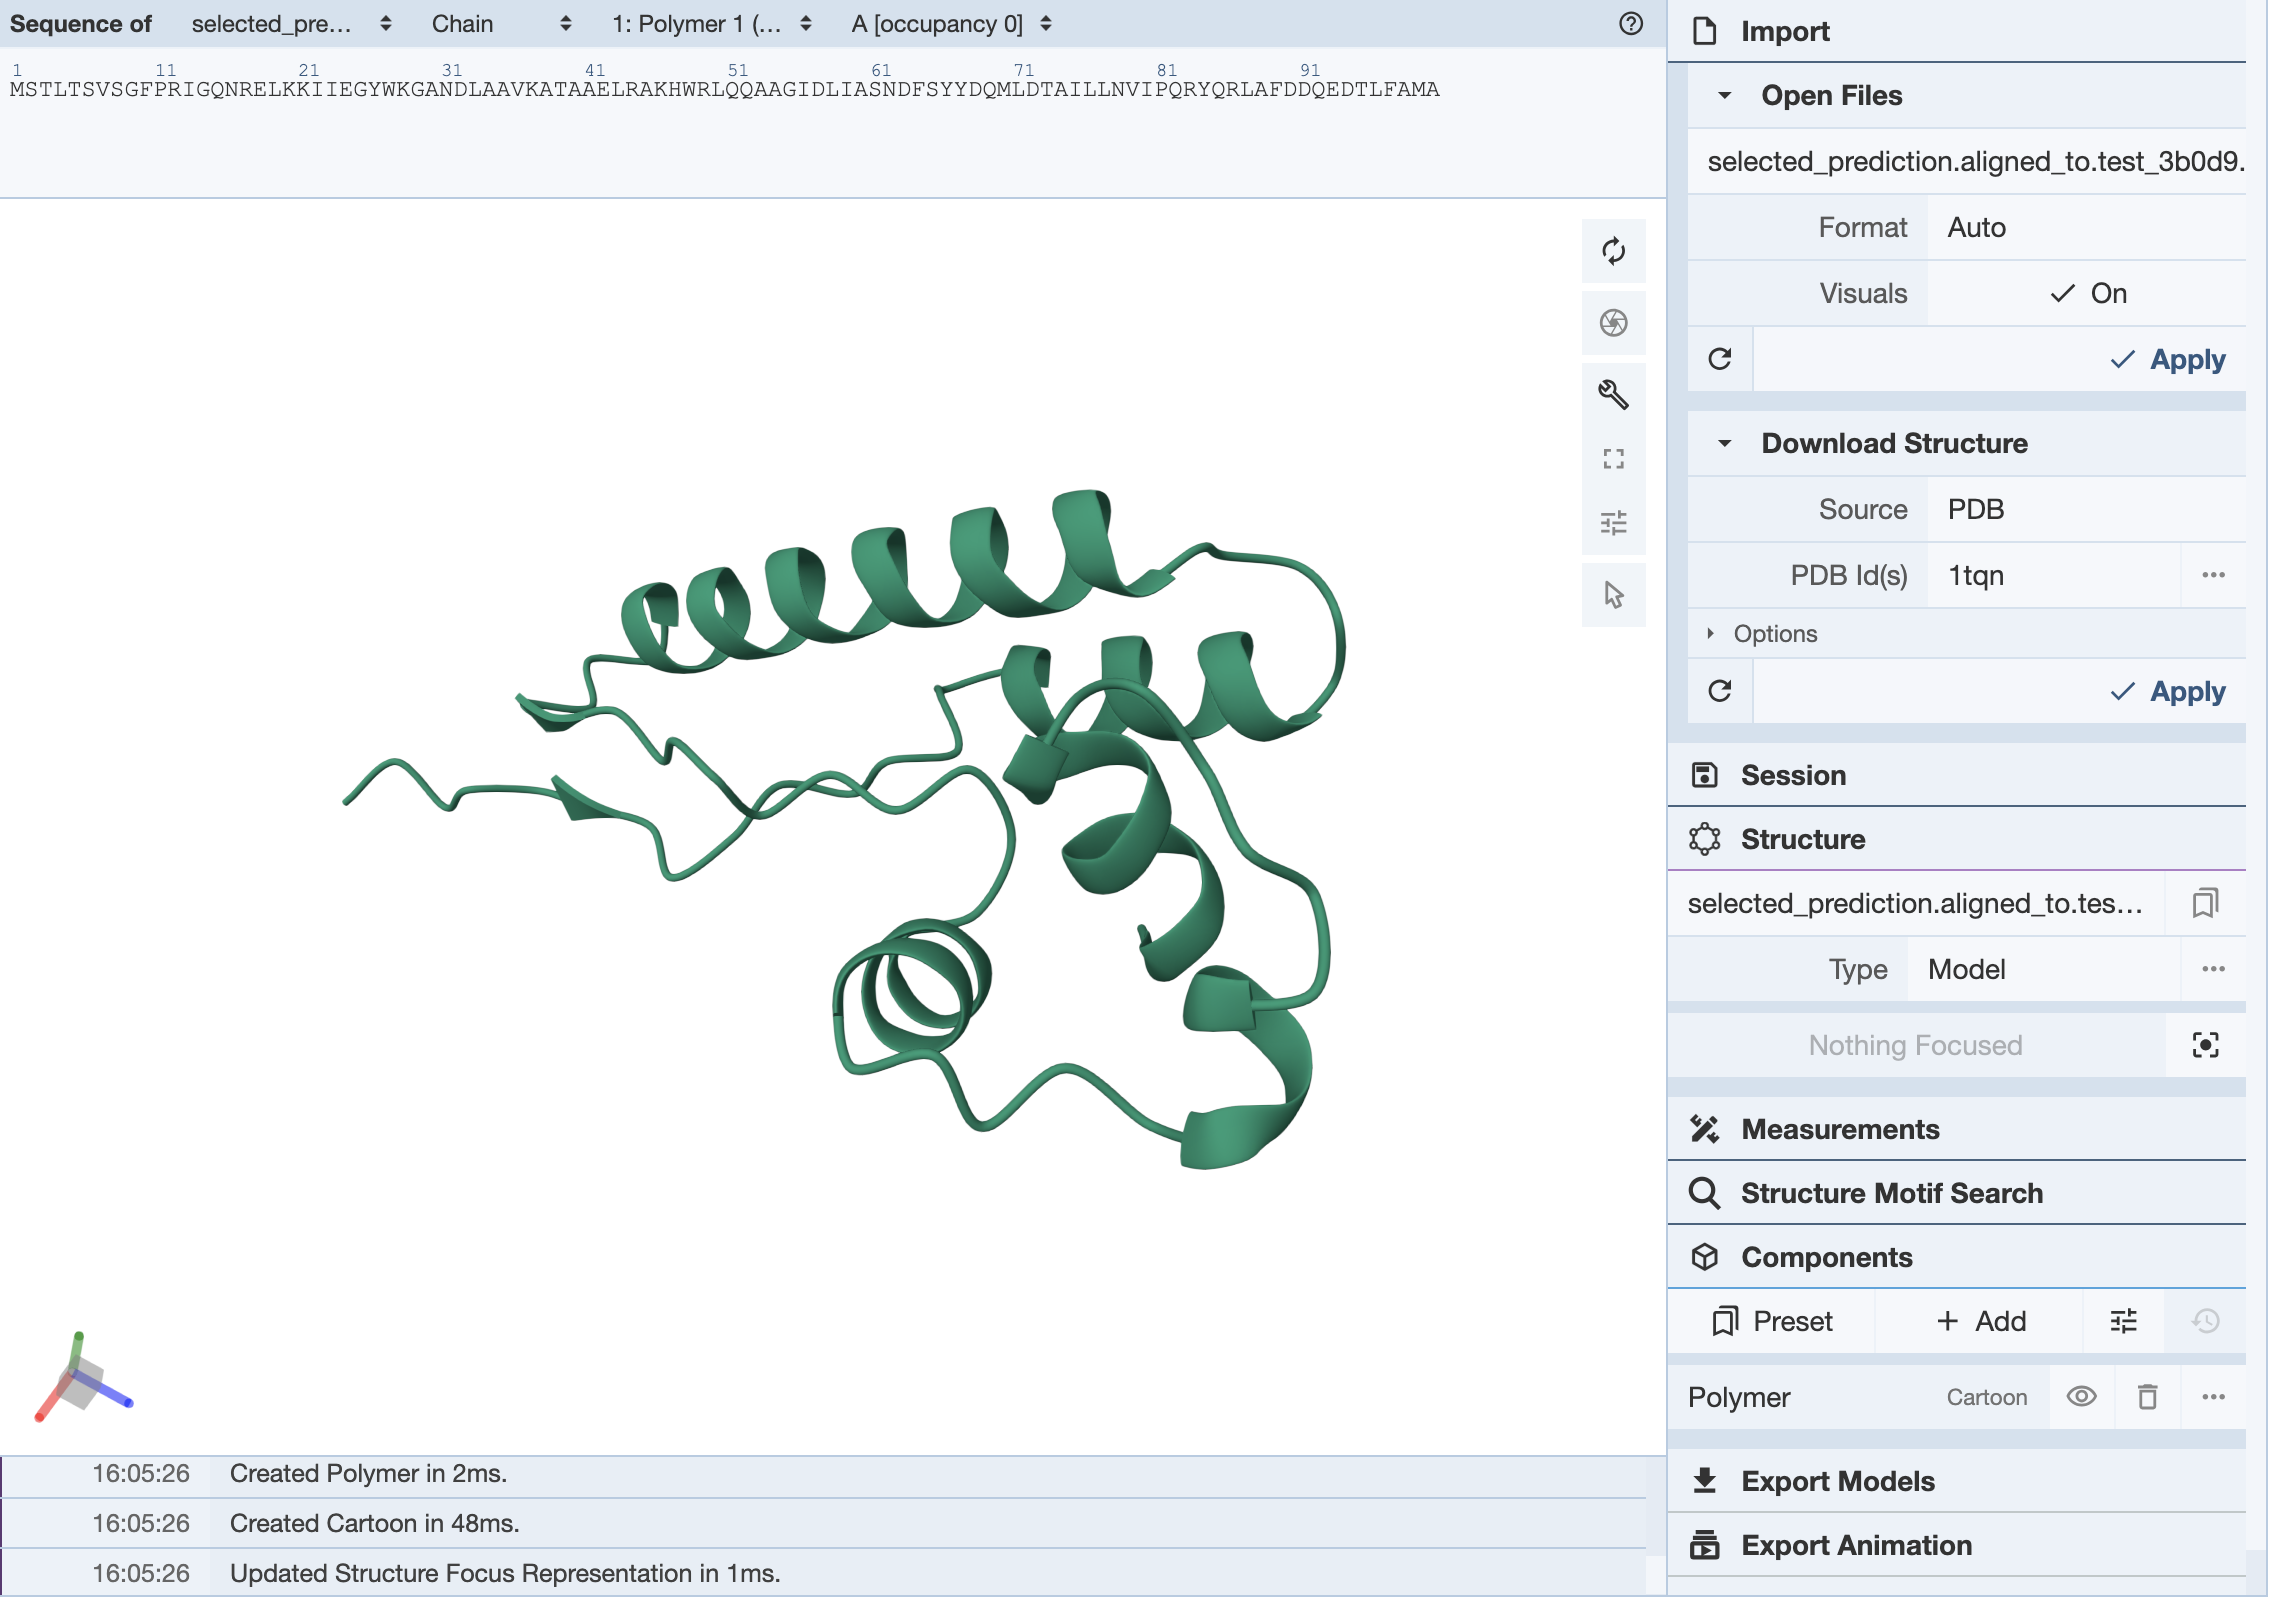 Sequence of selected_pre... Chain 1: Polymer 1 (... A [occupancy 0]
1 11 21 31 41 51 61 71 81 91
MSTLTSVSGFPRIGQNRELKKIIEGYWKGANDLAAVKATAAELRAKHWRLQQAAGIDLIASNDFSYYDQMLDTAILLNVIPQRYQRLAFDDQEDTLFAMA
16:05:26 Created Polymer in 2ms.
16:05:26 Created Cartoon in 48ms.
16:05:26 Updated Structure Focus Representation in 1ms.
Import
Open Files
selected_prediction.aligned_to.test_3b0d9.
Format Auto
Visuals On
Apply
Download Structure
Source PDB
PDB Id(s) 1tqn
Options
Apply
Session
Structure
selected_prediction.aligned_to.tes...
Type Model
Nothing Focused
Measurements
Structure Motif Search
Components
Preset + Add
Polymer Cartoon
Export Models
Export Animation